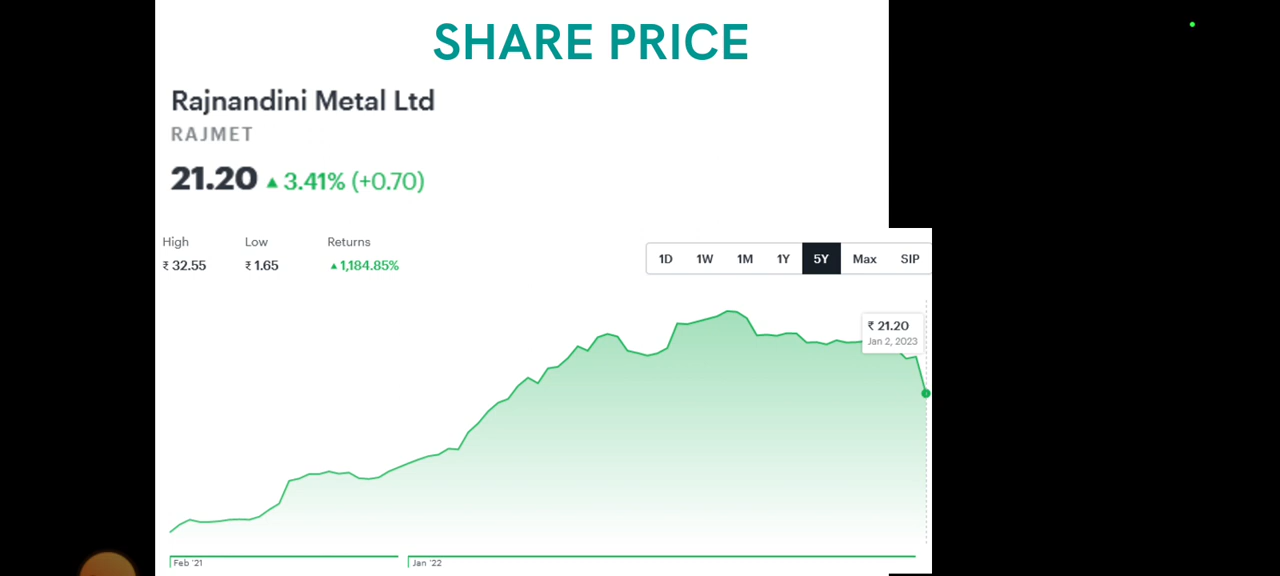 SHARE PRICE
Rajnandini Metal Ltd
RAJMET
21.20 ▲ 3.41% (+0.70)
High Low Returns
₹ 32.55 ₹ 1.65 ▲ 1,184.85%
1D 1W 1M 1Y 5Y Max SIP
₹ 21.20
Jan 2, 2023
Feb '21 Jan '22